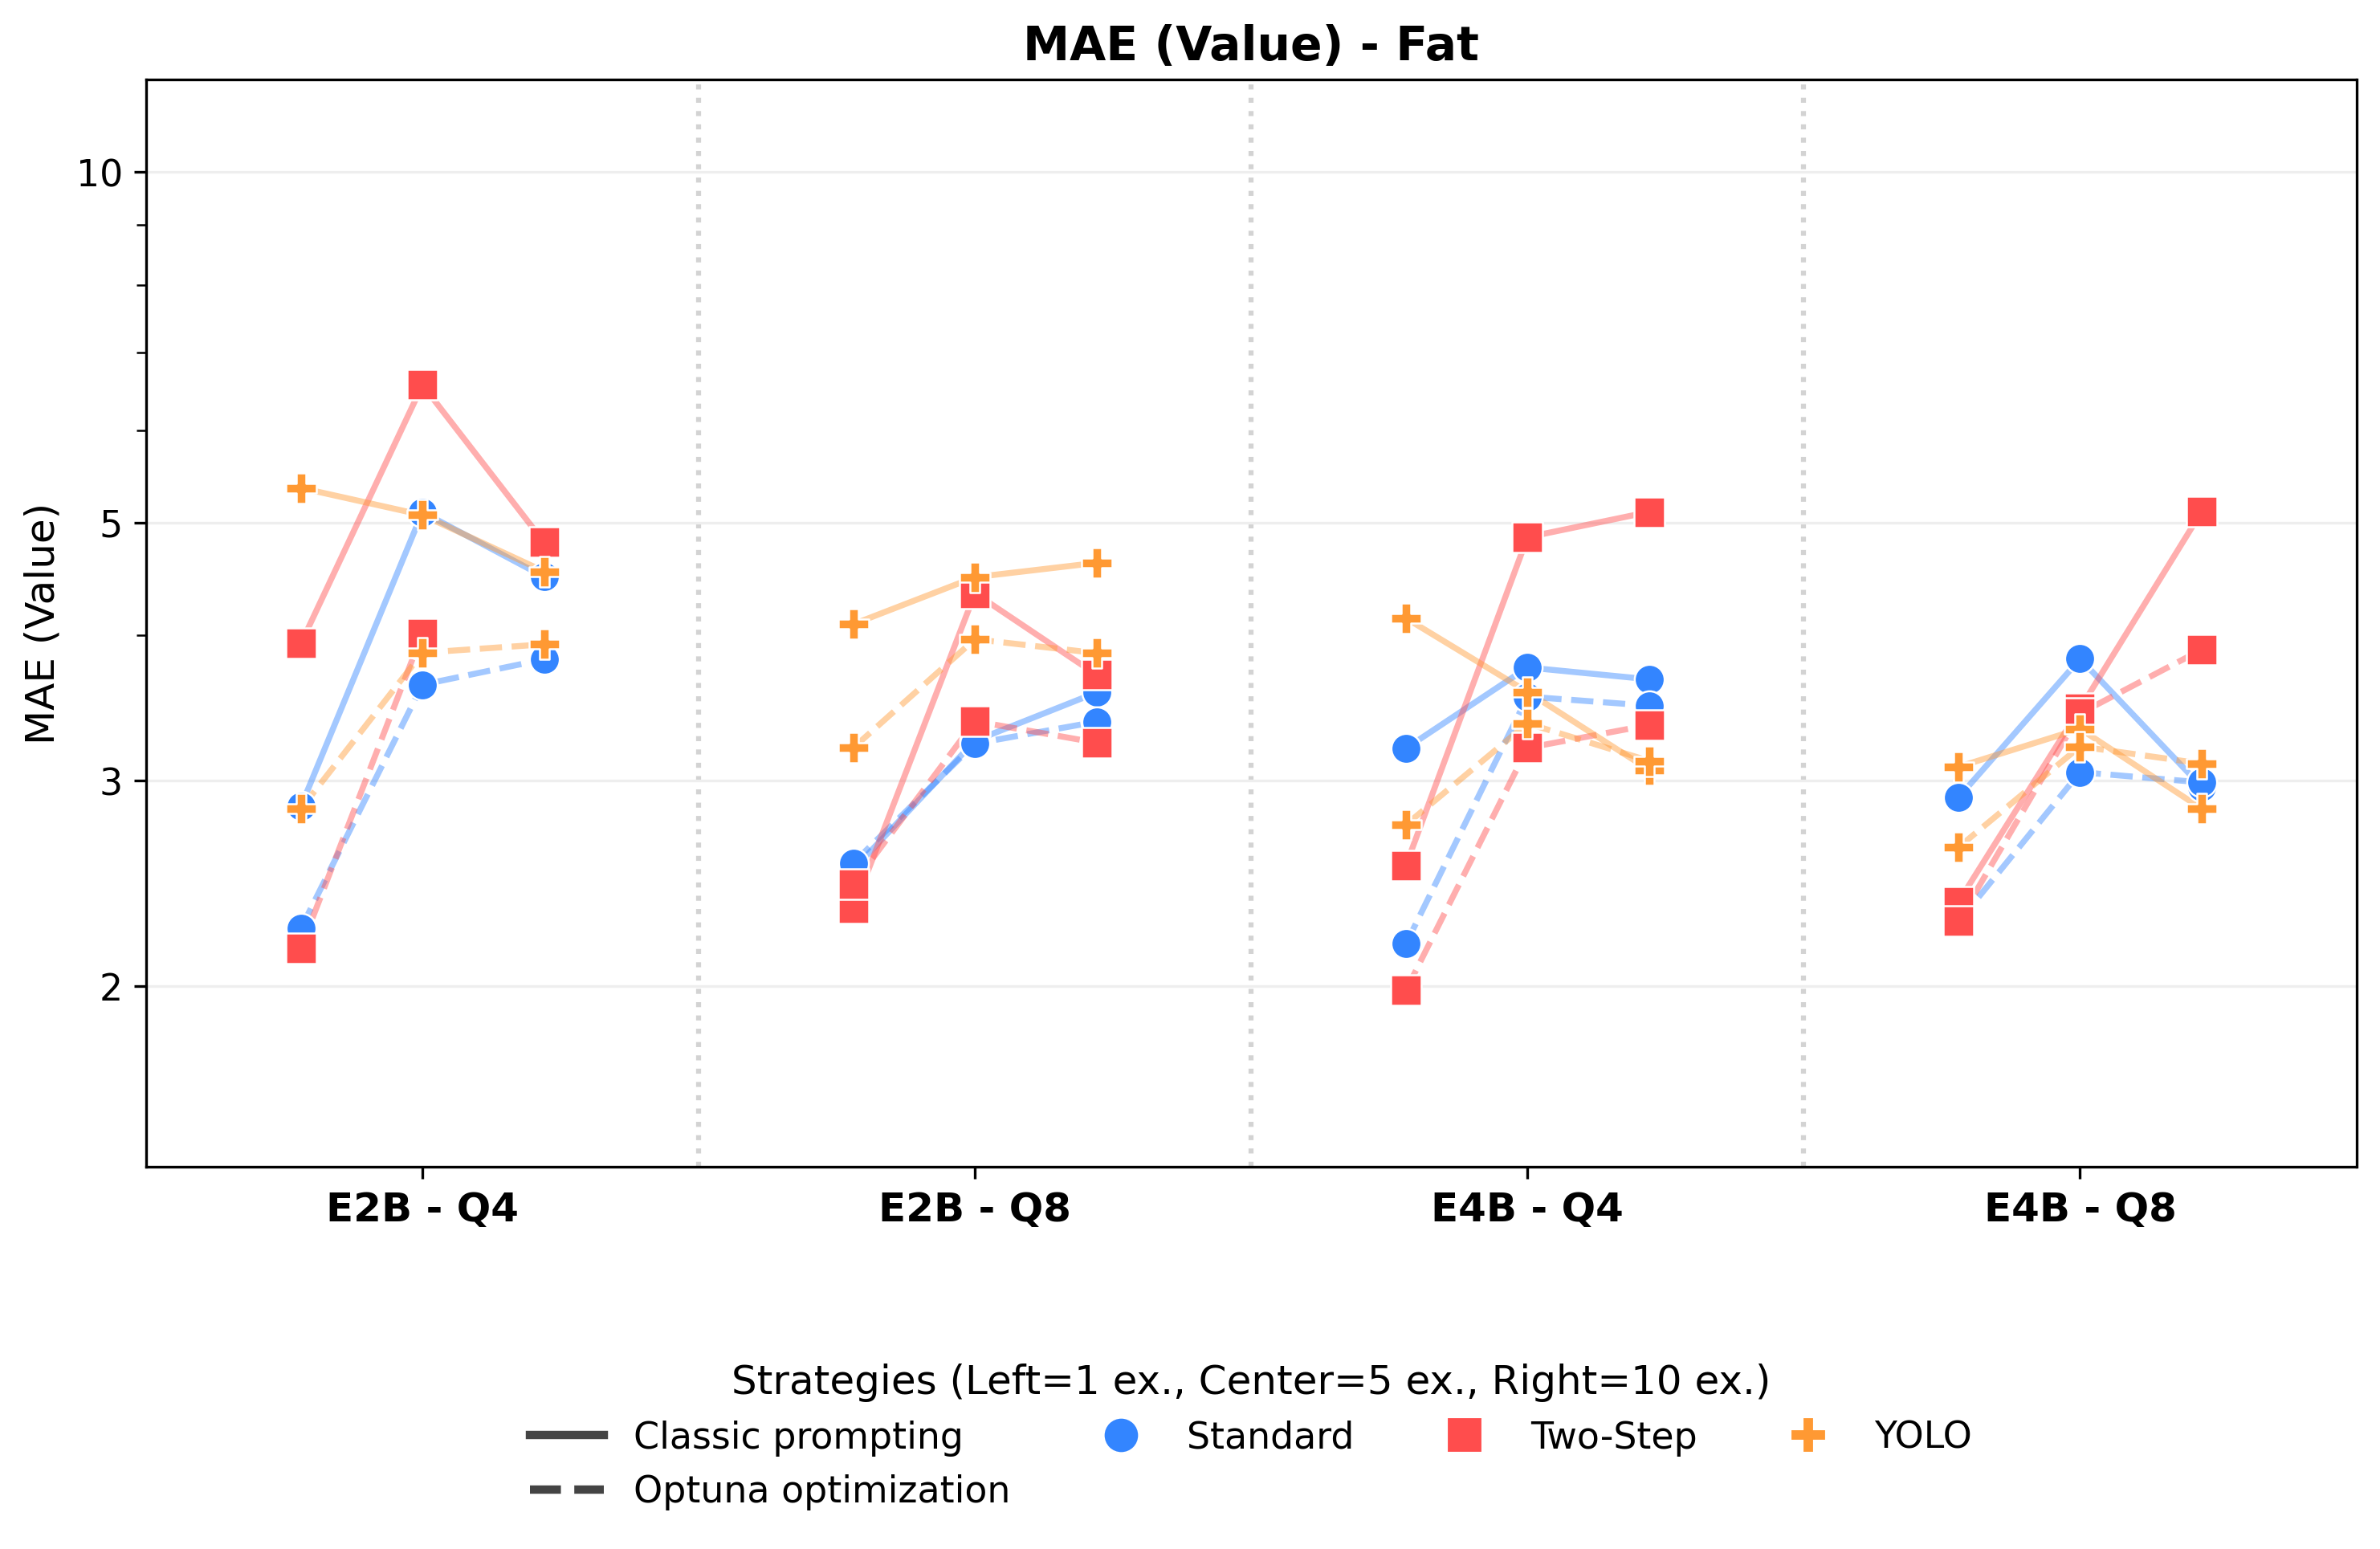 MAE (Value) - Fat
MAE (Value)
10
5
3
2
E2B - Q4
E2B - Q8
E4B - Q4
E4B - Q8
Strategies (Left=1 ex., Center=5 ex., Right=10 ex.)
Classic prompting
Optuna optimization
Standard
Two-Step
YOLO